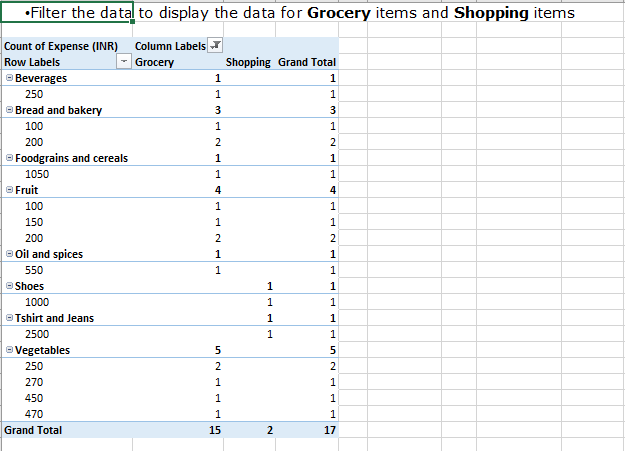 •Filter the data to display the data for Grocery items and Shopping items
Count of Expense (INR) Column Labels
Row Labels Grocery Shopping Grand Total
Beverages 1 1
250 1 1
Bread and bakery 3 3
100 1 1
200 2 2
Foodgrains and cereals 1 1
1050 1 1
Fruit 4 4
100 1 1
150 1 1
200 2 2
Oil and spices 1 1
550 1 1
Shoes 1 1
1000 1 1
Tshirt and Jeans 1 1
2500 1 1
Vegetables 5 5
250 2 2
270 1 1
450 1 1
470 1 1
Grand Total 15 2 17